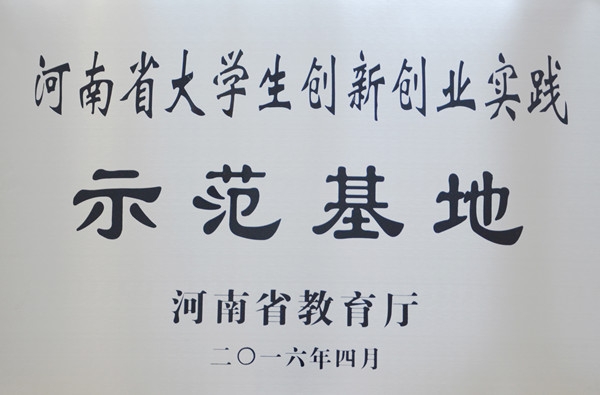 河南省大学生创新创业实践
示范基地
河南省教育厅
二〇一六年四月